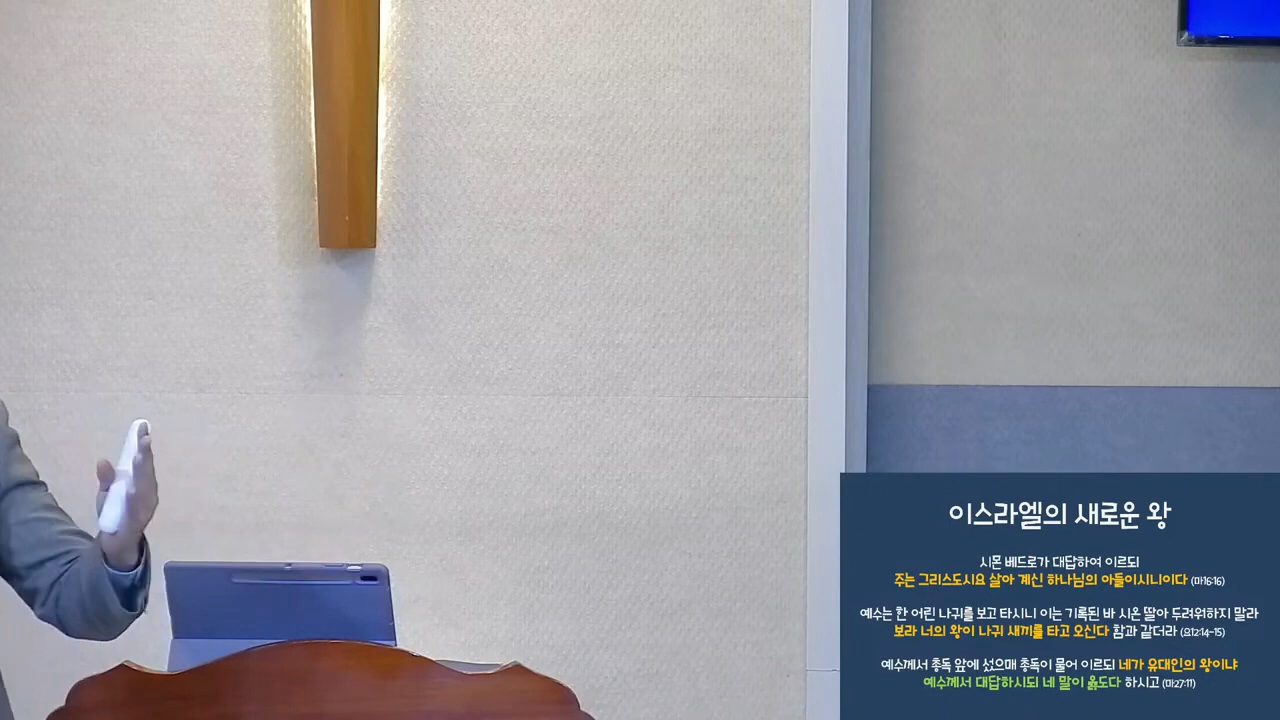 이스라엘의 새로운 왕
시몬 베드로가 대답하여 이르되
주는 그리스도시요 살아 계신 하나님의 아들이시니이다 (마16:16)
예수는 한 어린 나귀를 보고 타시니 이는 기록된 바 시온 딸아 두려워하지 말라
보라 너의 왕이 나귀 새끼를 타고 오신다 함과 같더라 (요12:14-15)
예수께서 총독 앞에 섰으매 총독이 물어 이르되 네가 유대인의 왕이냐
예수께서 대답하시되 네 말이 옳도다 하시고 (마27:11)